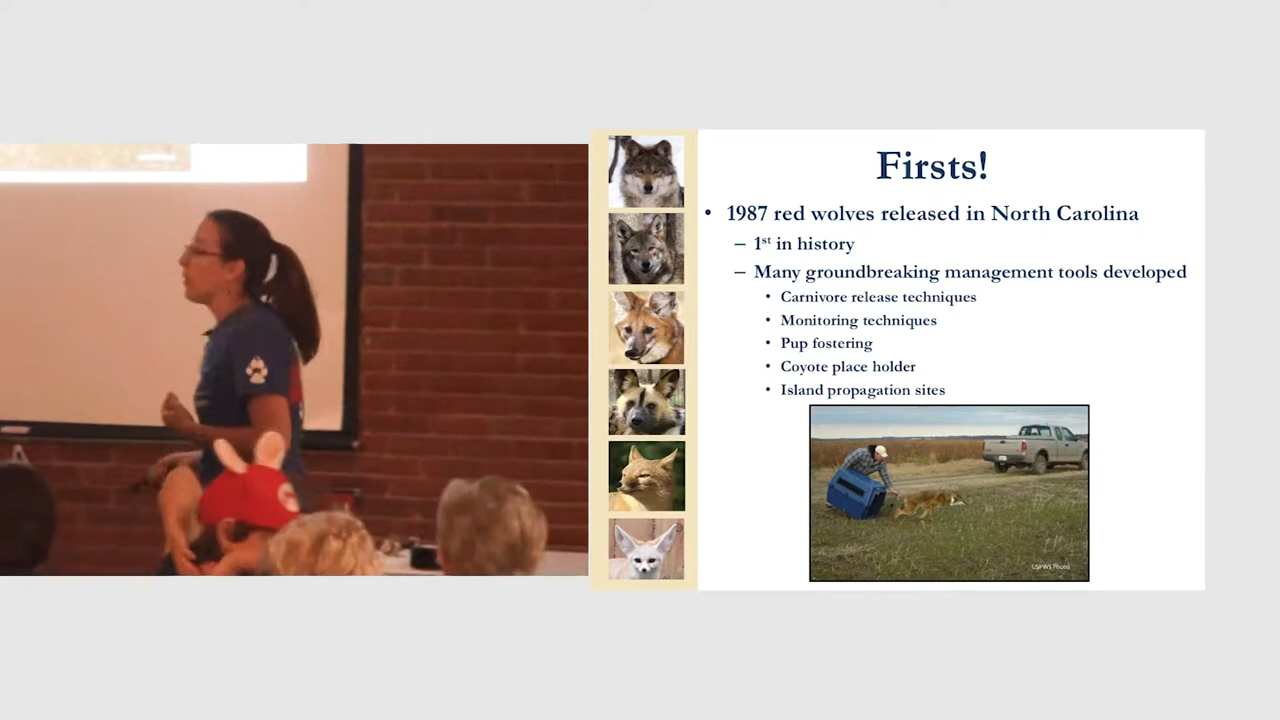 Firsts!
• 1987 red wolves released in North Carolina
– 1st in history
– Many groundbreaking management tools developed
• Carnivore release techniques
• Monitoring techniques
• Pup fostering
• Coyote place holder
• Island propagation sites
USFWS Photo